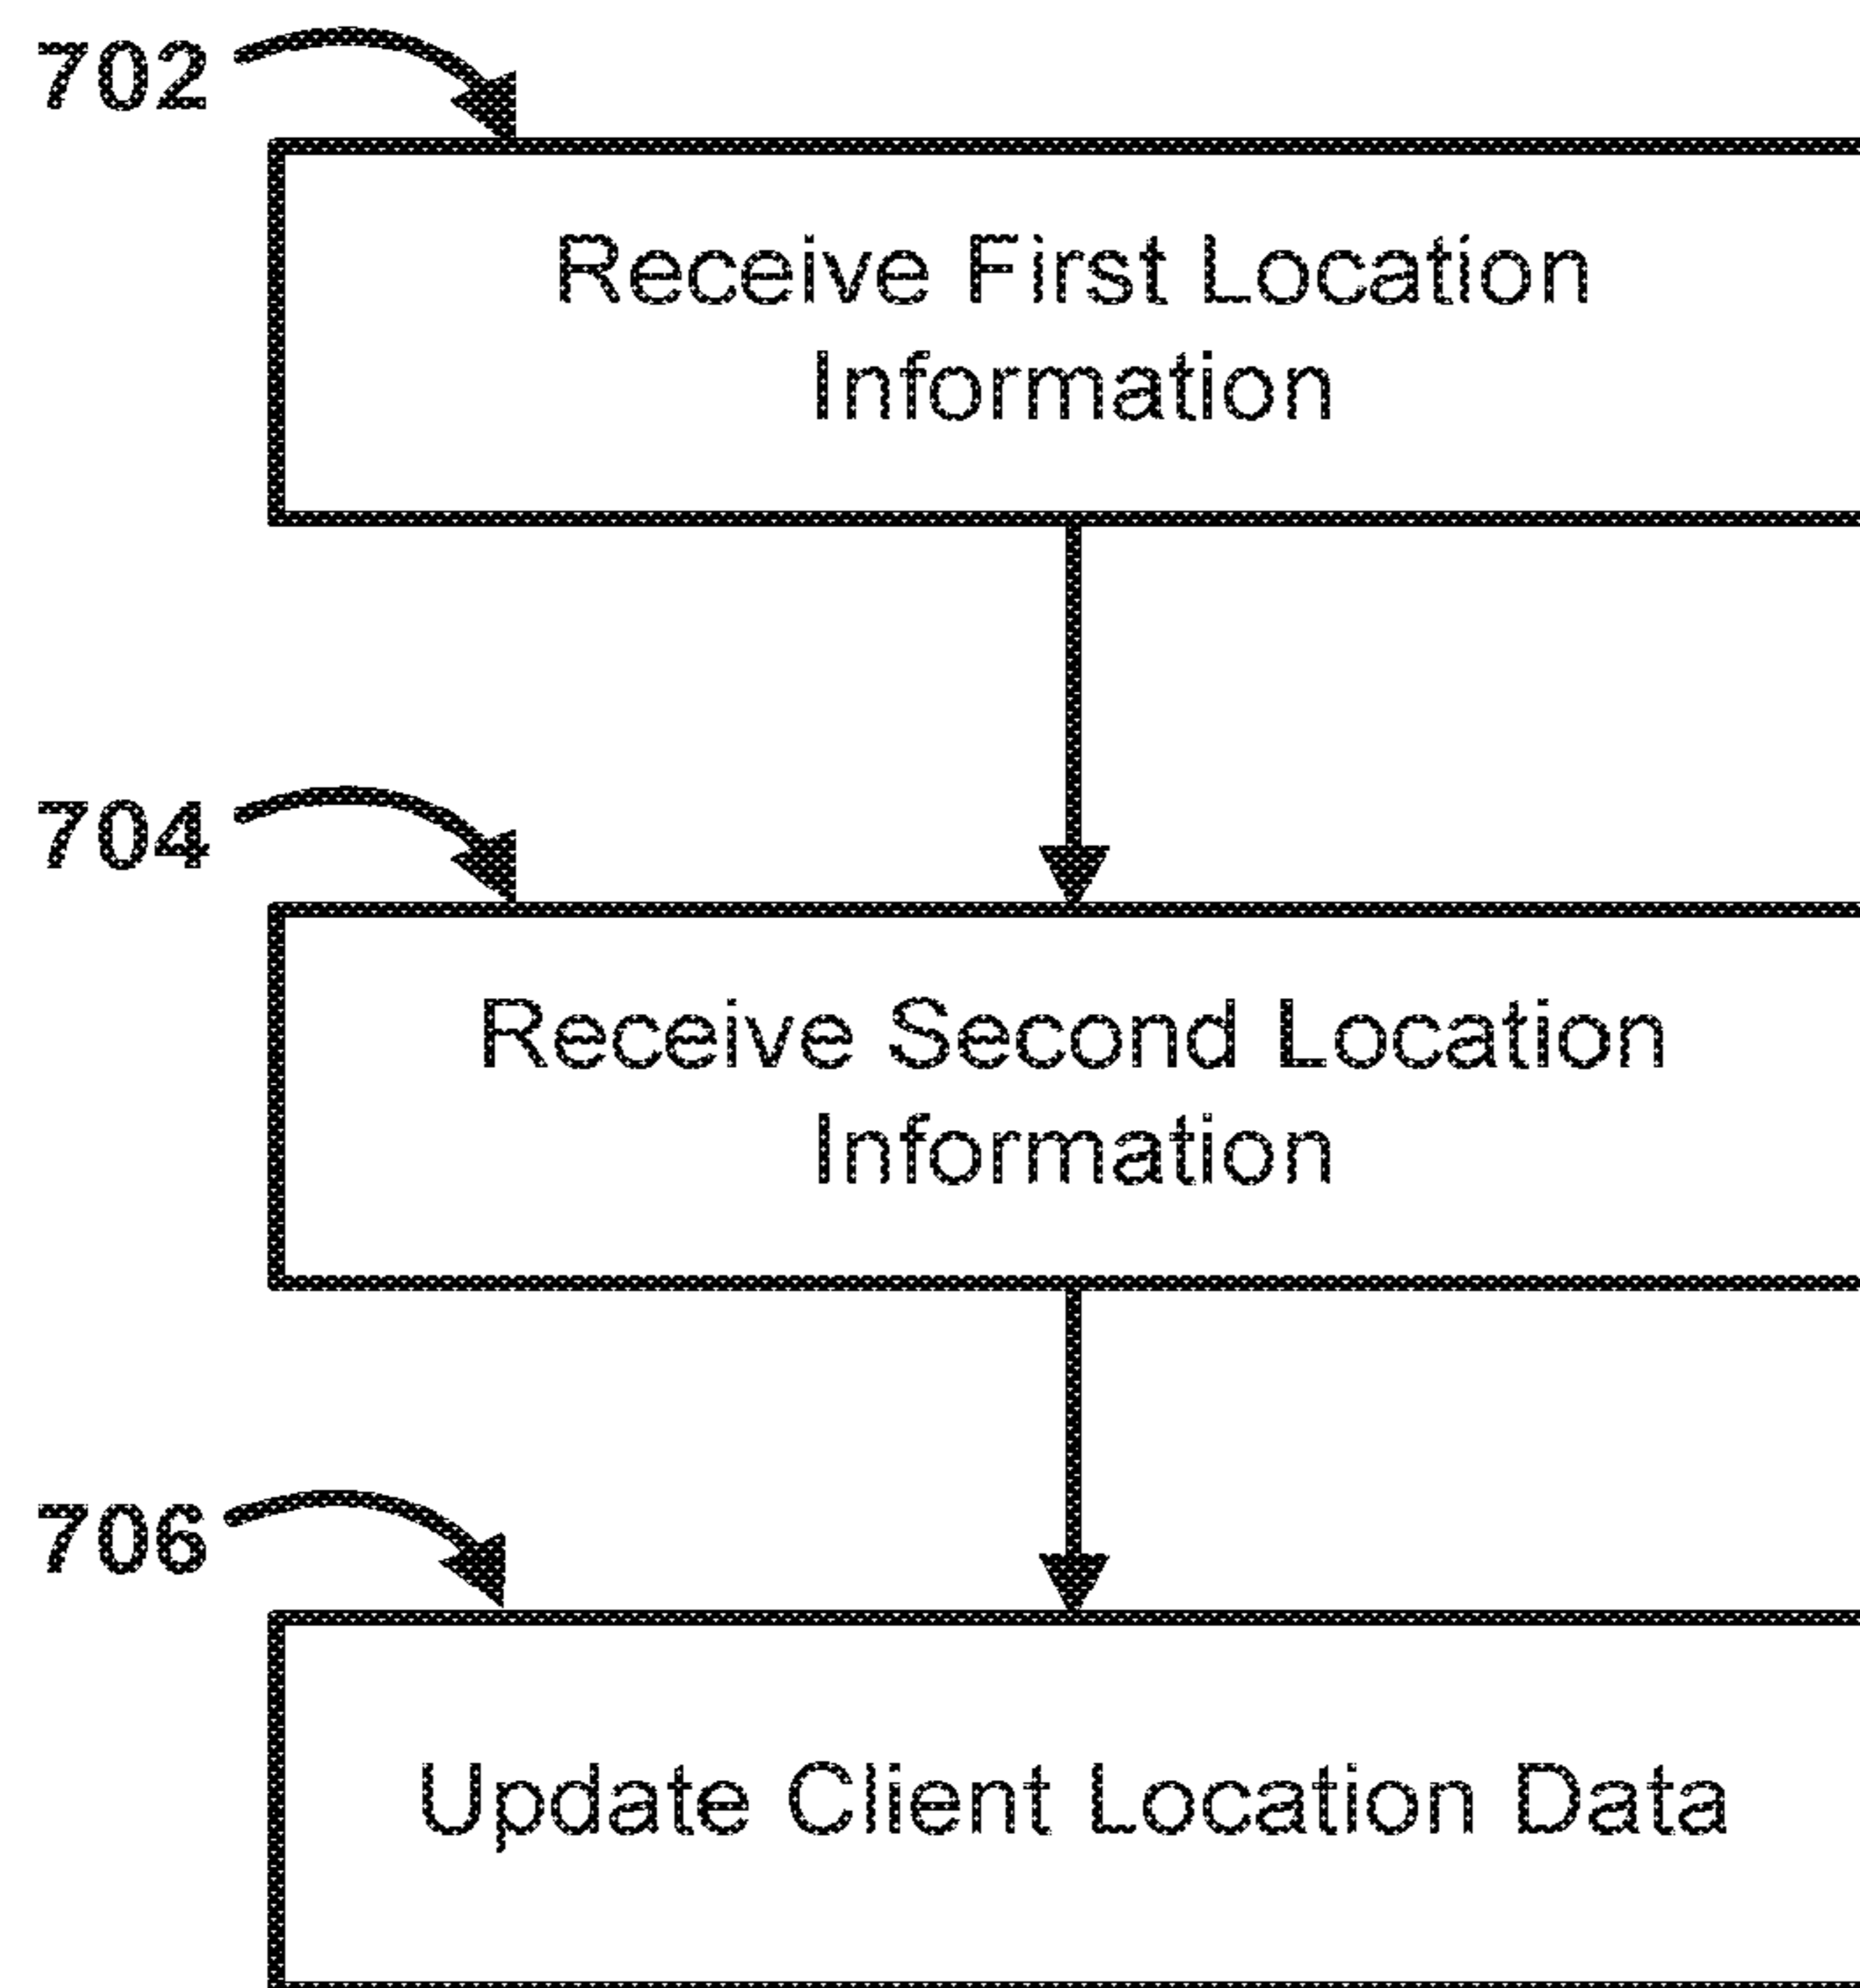 702
Receive First Location
Information
704
Receive Second Location
Information
706
Update Client Location Data